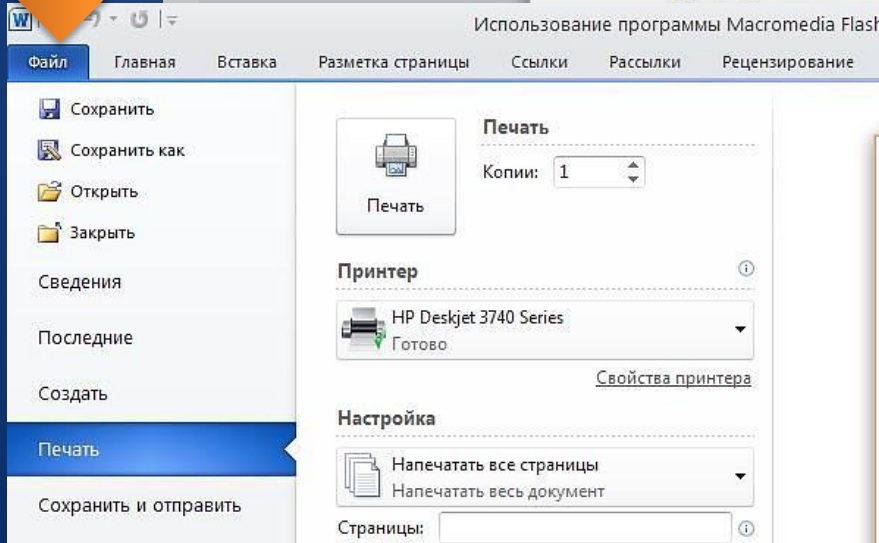 Использование программы Macromedia Flash
Файл Главная Вставка Разметка страницы Ссылки Рассылки Рецензирование
Сохранить
Сохранить как
Открыть
Закрыть
Сведения
Последние
Создать
Печать
Сохранить и отправить
Печать
Печать
Копии: 1
Принтер
HP Deskjet 3740 Series
Готово
Свойства принтера
Настройка
Напечатать все страницы
Напечатать весь документ
Страницы: